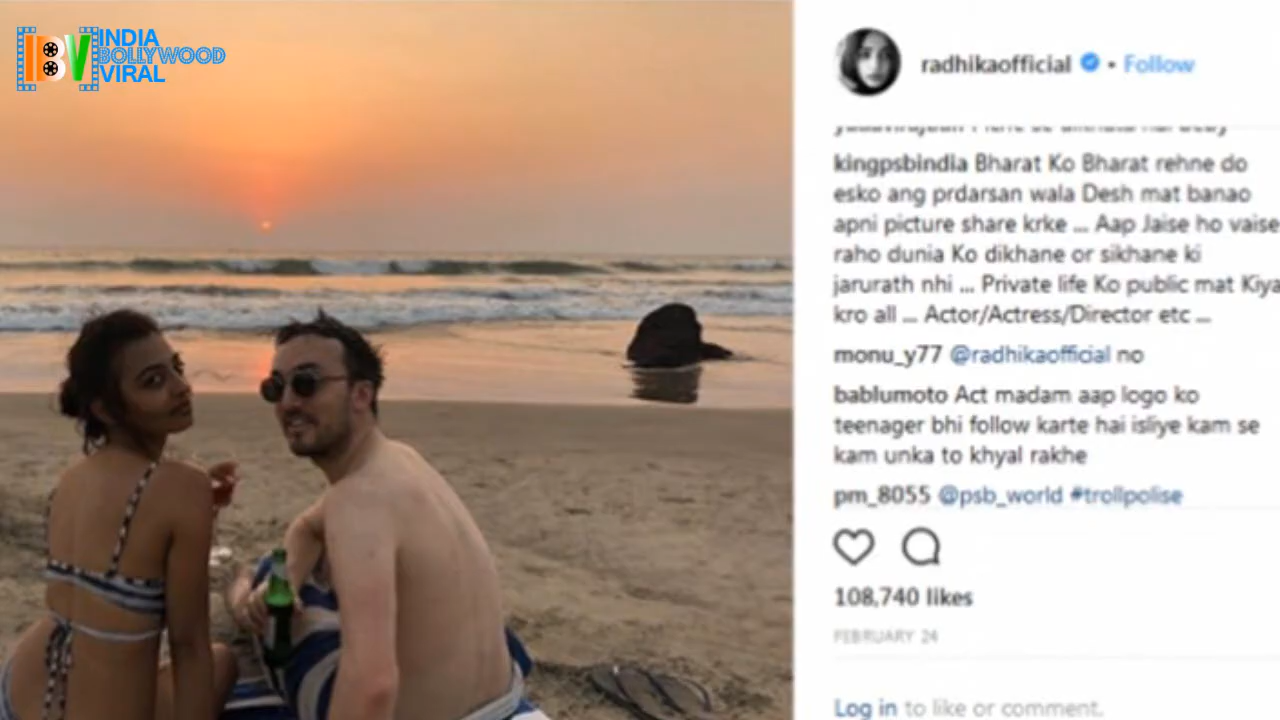 INDIA
BOLLYWOOD
VIRAL
IBV
radhikaofficial • Follow
kingpsbindia Bharat Ko Bharat rehne do
esko ang prdarsan wala Desh mat banao
apni picture share krke ... Aap Jaise ho vaise
raho dunia Ko dikhane or sikhane ki
jarurath nhi ... Private life Ko public mat Kiya
kro all ... Actor/Actress/Director etc ...
monu_y77 @radhikaofficial no
bablumoto Act madam aap logo ko
teenager bhi follow karte hai isliye kam se
kam unka to khyal rakhe
pm_8055 @psb_world #trollpolise
108,740 likes
FEBRUARY 24
Log in to like or comment.